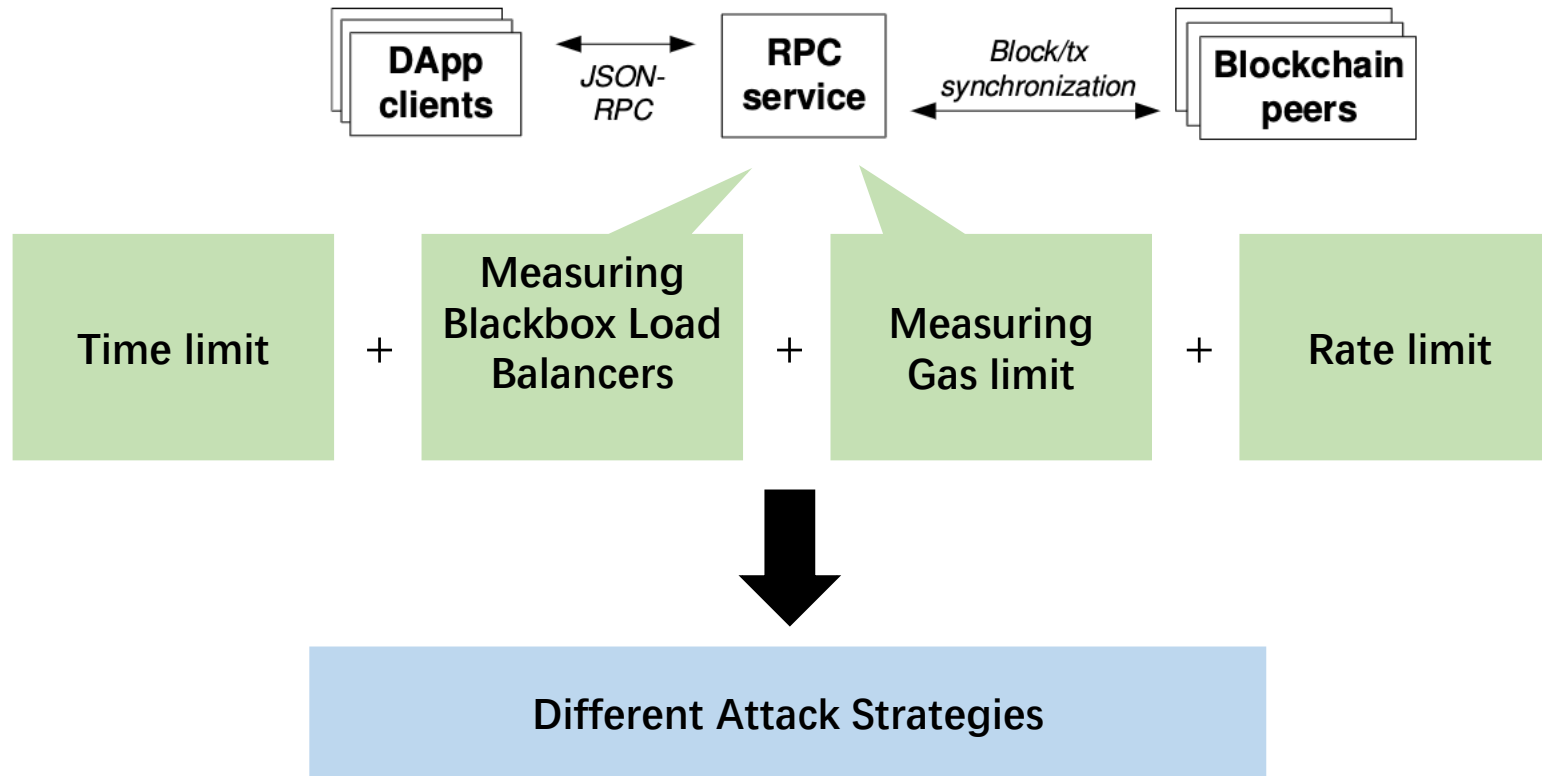 DApp
clients
JSON-
RPC
RPC
service
Block/tx
synchronization
Blockchain
peers
Time limit
+
Measuring
Blackbox Load
Balancers
+
Measuring
Gas limit
+
Rate limit
Different Attack Strategies